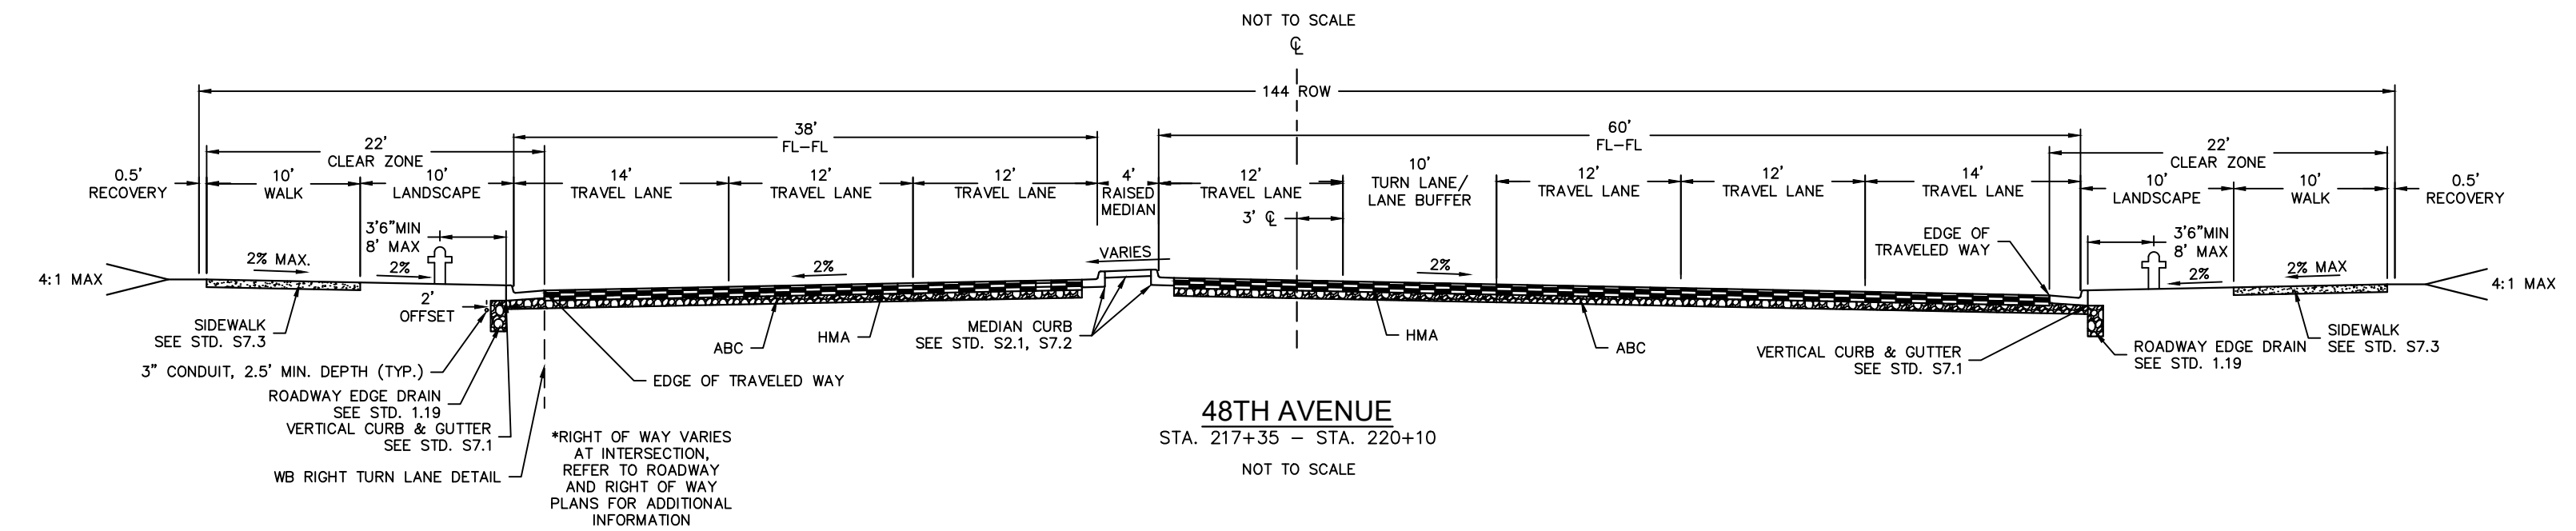 NOT TO SCALE
℄
144 ROW
38'
FL-FL
60'
FL-FL
22'
CLEAR ZONE
22'
CLEAR ZONE
0.5'
RECOVERY
10'
WALK
10'
LANDSCAPE
14'
TRAVEL LANE
12'
TRAVEL LANE
12'
TRAVEL LANE
4'
RAISED
MEDIAN
12'
TRAVEL LANE
10'
TURN LANE/
LANE BUFFER
12'
TRAVEL LANE
12'
TRAVEL LANE
14'
TRAVEL LANE
10'
LANDSCAPE
10'
WALK
0.5'
RECOVERY
3' ℄
3'6"MIN
8' MAX
EDGE OF
TRAVELED WAY
3'6"MIN
8' MAX
4:1 MAX
2% MAX.
2%
2%
VARIES
2%
2%
2% MAX
4:1 MAX
2'
OFFSET
SIDEWALK
SEE STD. S7.3
ABC
HMA
MEDIAN CURB
SEE STD. S2.1, S7.2
HMA
ABC
VERTICAL CURB & GUTTER
SEE STD. S7.1
ROADWAY EDGE DRAIN
SEE STD. 1.19
SIDEWALK
SEE STD. S7.3
3" CONDUIT, 2.5' MIN. DEPTH (TYP.)
EDGE OF TRAVELED WAY
ROADWAY EDGE DRAIN
SEE STD. 1.19
VERTICAL CURB & GUTTER
SEE STD. S7.1
WB RIGHT TURN LANE DETAIL
*RIGHT OF WAY VARIES
AT INTERSECTION,
REFER TO ROADWAY
AND RIGHT OF WAY
PLANS FOR ADDITIONAL
INFORMATION
48TH AVENUE
STA. 217+35 - STA. 220+10
NOT TO SCALE